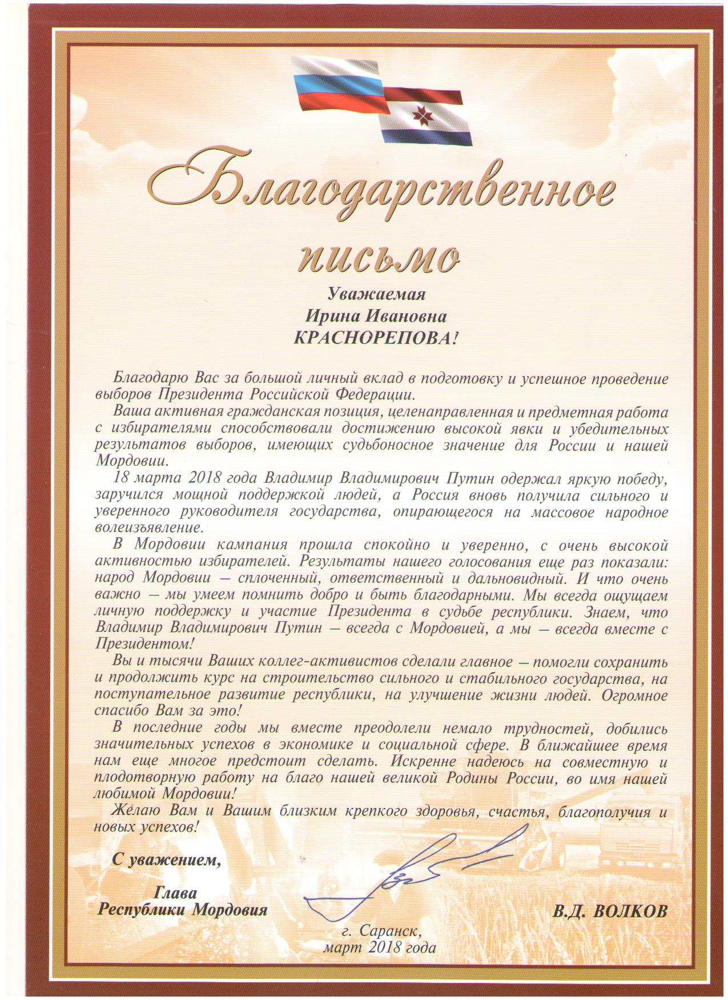 Благодарственное
письмо
Уважаемая
Ирина Ивановна
КРАСНОРЕПОВА!
Благодарю Вас за большой личный вклад в подготовку и успешное проведение
выборов Президента Российской Федерации.
Ваша активная гражданская позиция, целенаправленная и предметная работа
с избирателями способствовали достижению высокой явки и убедительных
результатов выборов, имеющих судьбоносное значение для России и нашей
Мордовии.
18 марта 2018 года Владимир Владимирович Путин одержал яркую победу,
заручился мощной поддержкой людей, а Россия вновь получила сильного и
уверенного руководителя государства, опирающегося на массовое народное
волеизъявление.
В Мордовии кампания прошла спокойно и уверенно, с очень высокой
активностью избирателей. Результаты нашего голосования еще раз показали:
народ Мордовии – сплоченный, ответственный и дальновидный. И что очень
важно – мы умеем помнить добро и быть благодарными. Мы всегда ощущаем
личную поддержку и участие Президента в судьбе республики. Знаем, что
Владимир Владимирович Путин – всегда с Мордовией, а мы – всегда вместе с
Президентом!
Вы и тысячи Ваших коллег-активистов сделали главное – помогли сохранить
и продолжить курс на строительство сильного и стабильного государства, на
поступательное развитие республики, на улучшение жизни людей. Огромное
спасибо Вам за это!
В последние годы мы вместе преодолели немало трудностей, добились
значительных успехов в экономике и социальной сфере. В ближайшее время
нам еще многое предстоит сделать. Искренне надеюсь на совместную и
плодотворную работу на благо нашей великой Родины России, во имя нашей
любимой Мордовии!
Желаю Вам и Вашим близким крепкого здоровья, счастья, благополучия и
новых успехов!
С уважением,
Глава
Республики Мордовия
В.Д. ВОЛКОВ
г. Саранск,
март 2018 года